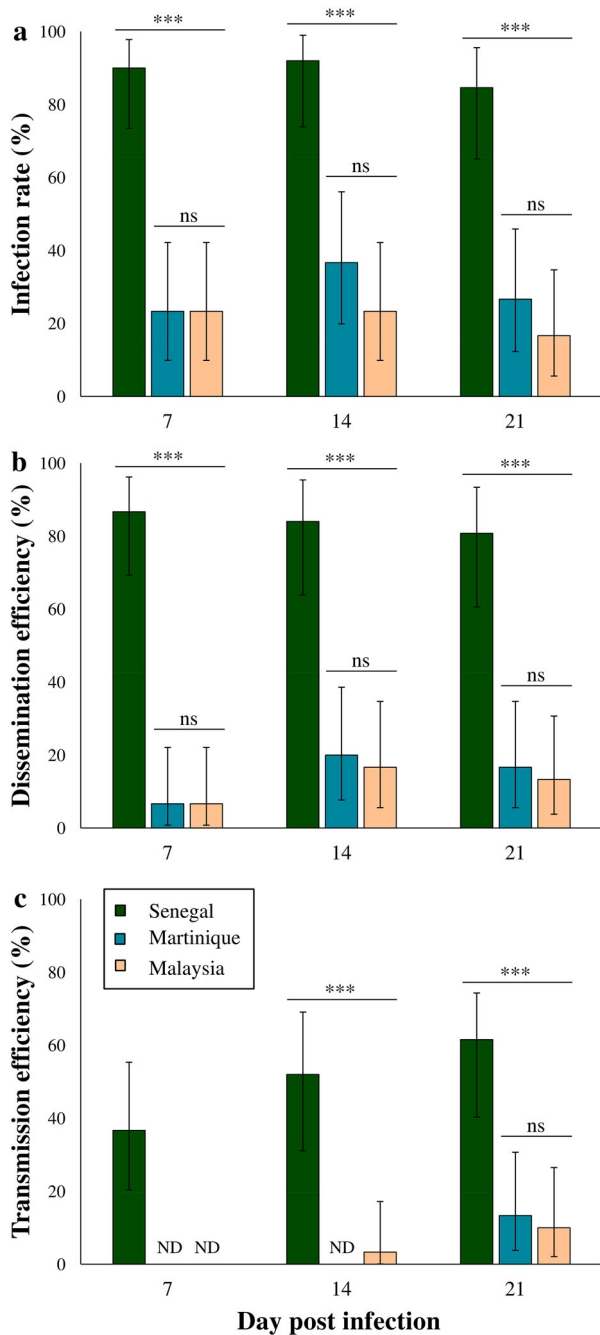 a
Infection rate (%)
100
80
60
40
20
0
***
***
***
ns
ns
ns
7
14
21
b
Dissemination efficiency (%)
100
80
60
40
20
0
***
***
***
ns
ns
ns
7
14
21
c
Transmission efficiency (%)
100
80
60
40
20
0
Senegal
Martinique
Malaysia
***
***
ns
ND
ND
ND
7
14
21
Day post infection